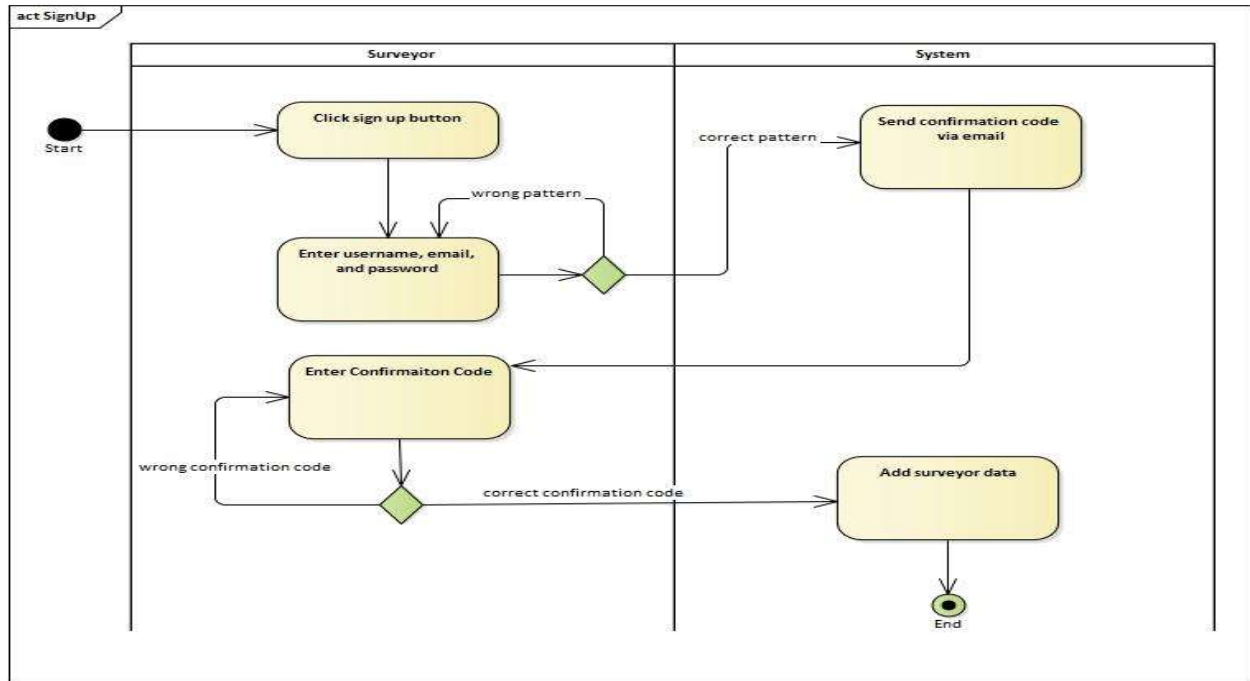 act SignUp
Surveyor
System
Start
Click sign up button
Send confirmation code
via email
correct pattern
wrong pattern
Enter username, email,
and password
Enter Confirmaiton Code
wrong confirmation code
correct confirmation code
Add surveyor data
End